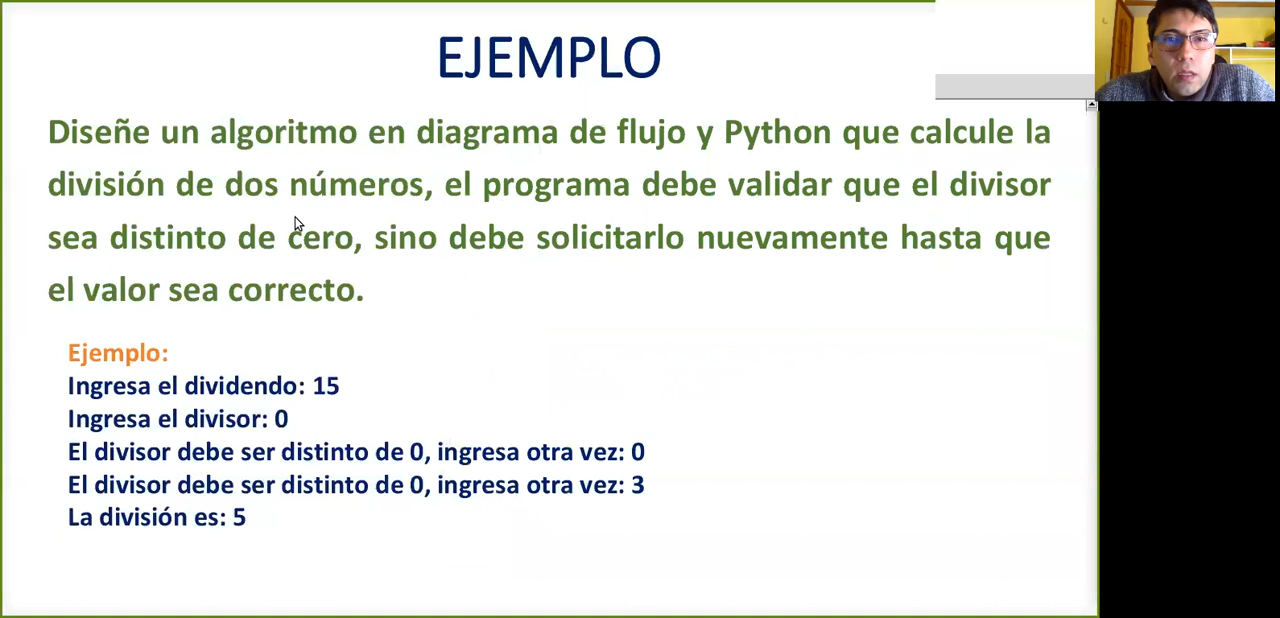 EJEMPLO
Diseñe un algoritmo en diagrama de flujo y Python que calcule la
división de dos números, el programa debe validar que el divisor
sea distinto de cero, sino debe solicitarlo nuevamente hasta que
el valor sea correcto.
Ejemplo:
Ingresa el dividendo: 15
Ingresa el divisor: 0
El divisor debe ser distinto de 0, ingresa otra vez: 0
El divisor debe ser distinto de 0, ingresa otra vez: 3
La división es: 5